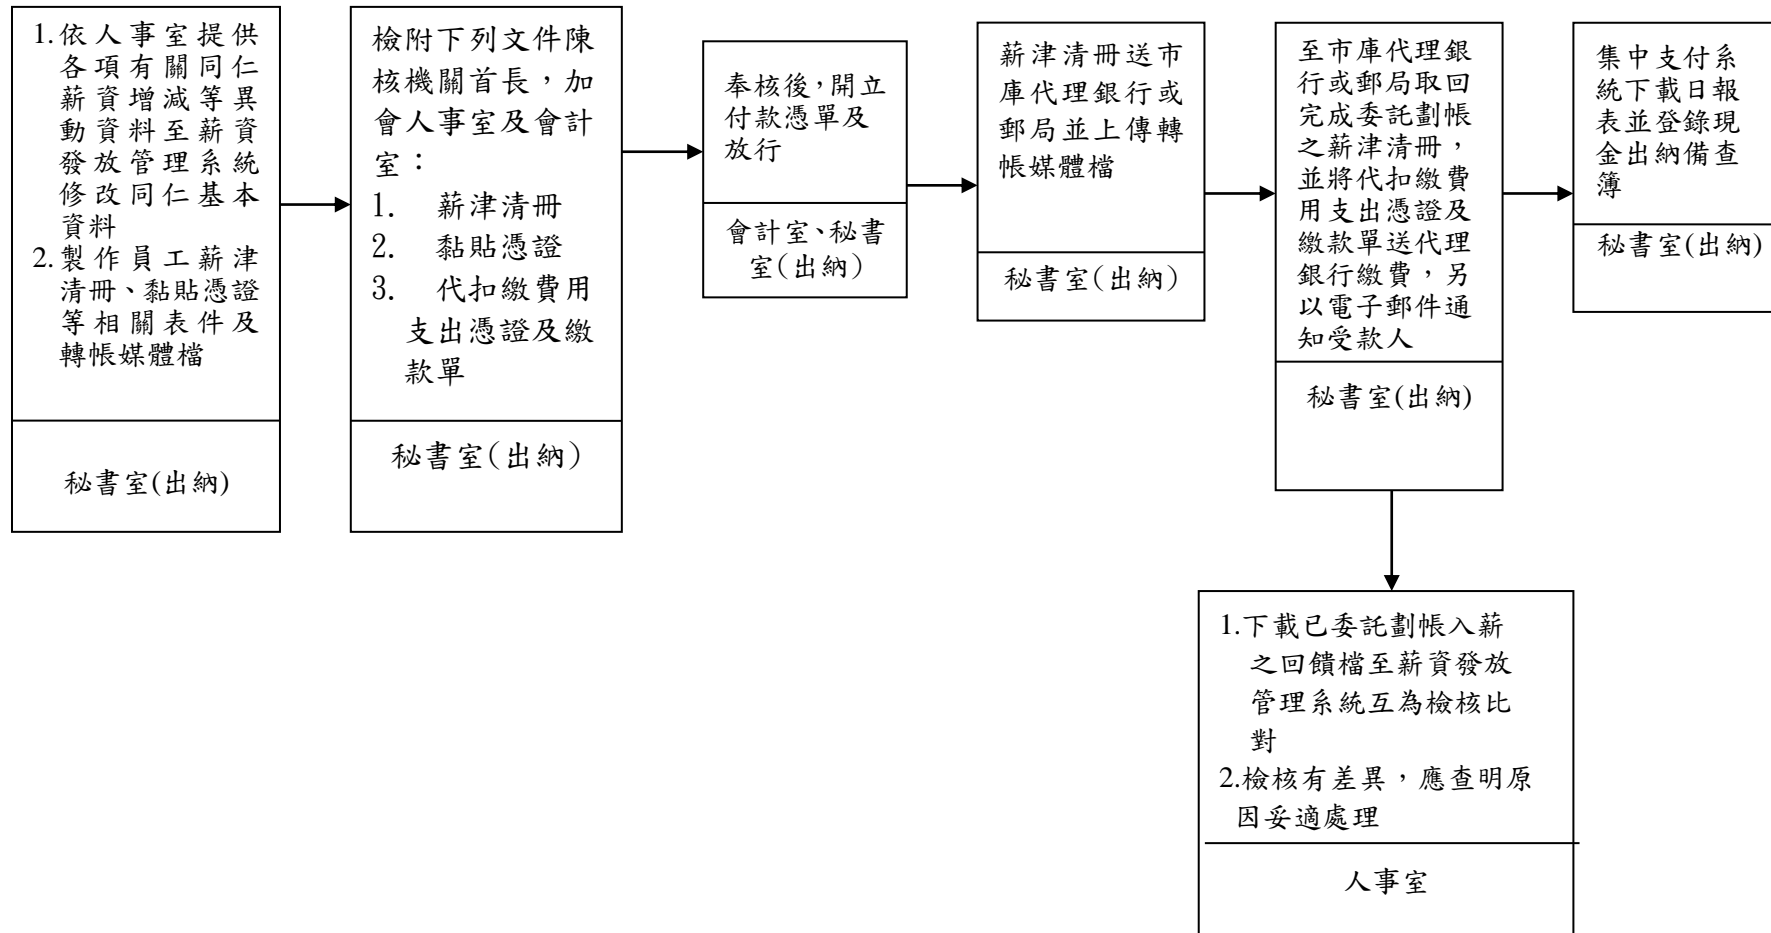 1.依人事室提供
各項有關同仁
薪資增減等異
動資料至薪資
發放管理系統
修改同仁基本
資料
2.製作員工薪津
清冊、黏貼憑證
等相關表件及
轉帳媒體檔
秘書室(出納)
檢附下列文件陳
核機關首長，加
會人事室及會計
室：
1. 薪津清冊
2. 黏貼憑證
3. 代扣繳費用
支出憑證及繳
款單
秘書室(出納)
奉核後，開立
付款憑單及
放行
會計室、秘書
室(出納)
薪津清冊送市
庫代理銀行或
郵局並上傳轉
帳媒體檔
秘書室(出納)
至市庫代理銀
行或郵局取回
完成委託劃帳
之薪津清冊，
並將代扣繳費
用支出憑證及
繳款單送代理
銀行繳費，另
以電子郵件通
知受款人
秘書室(出納)
集中支付系
統下載日報
表並登錄現
金出納備查
簿
秘書室(出納)
1.下載已委託劃帳入薪
之回饋檔至薪資發放
管理系統互為檢核比
對
2.檢核有差異，應查明原
因妥適處理
人事室